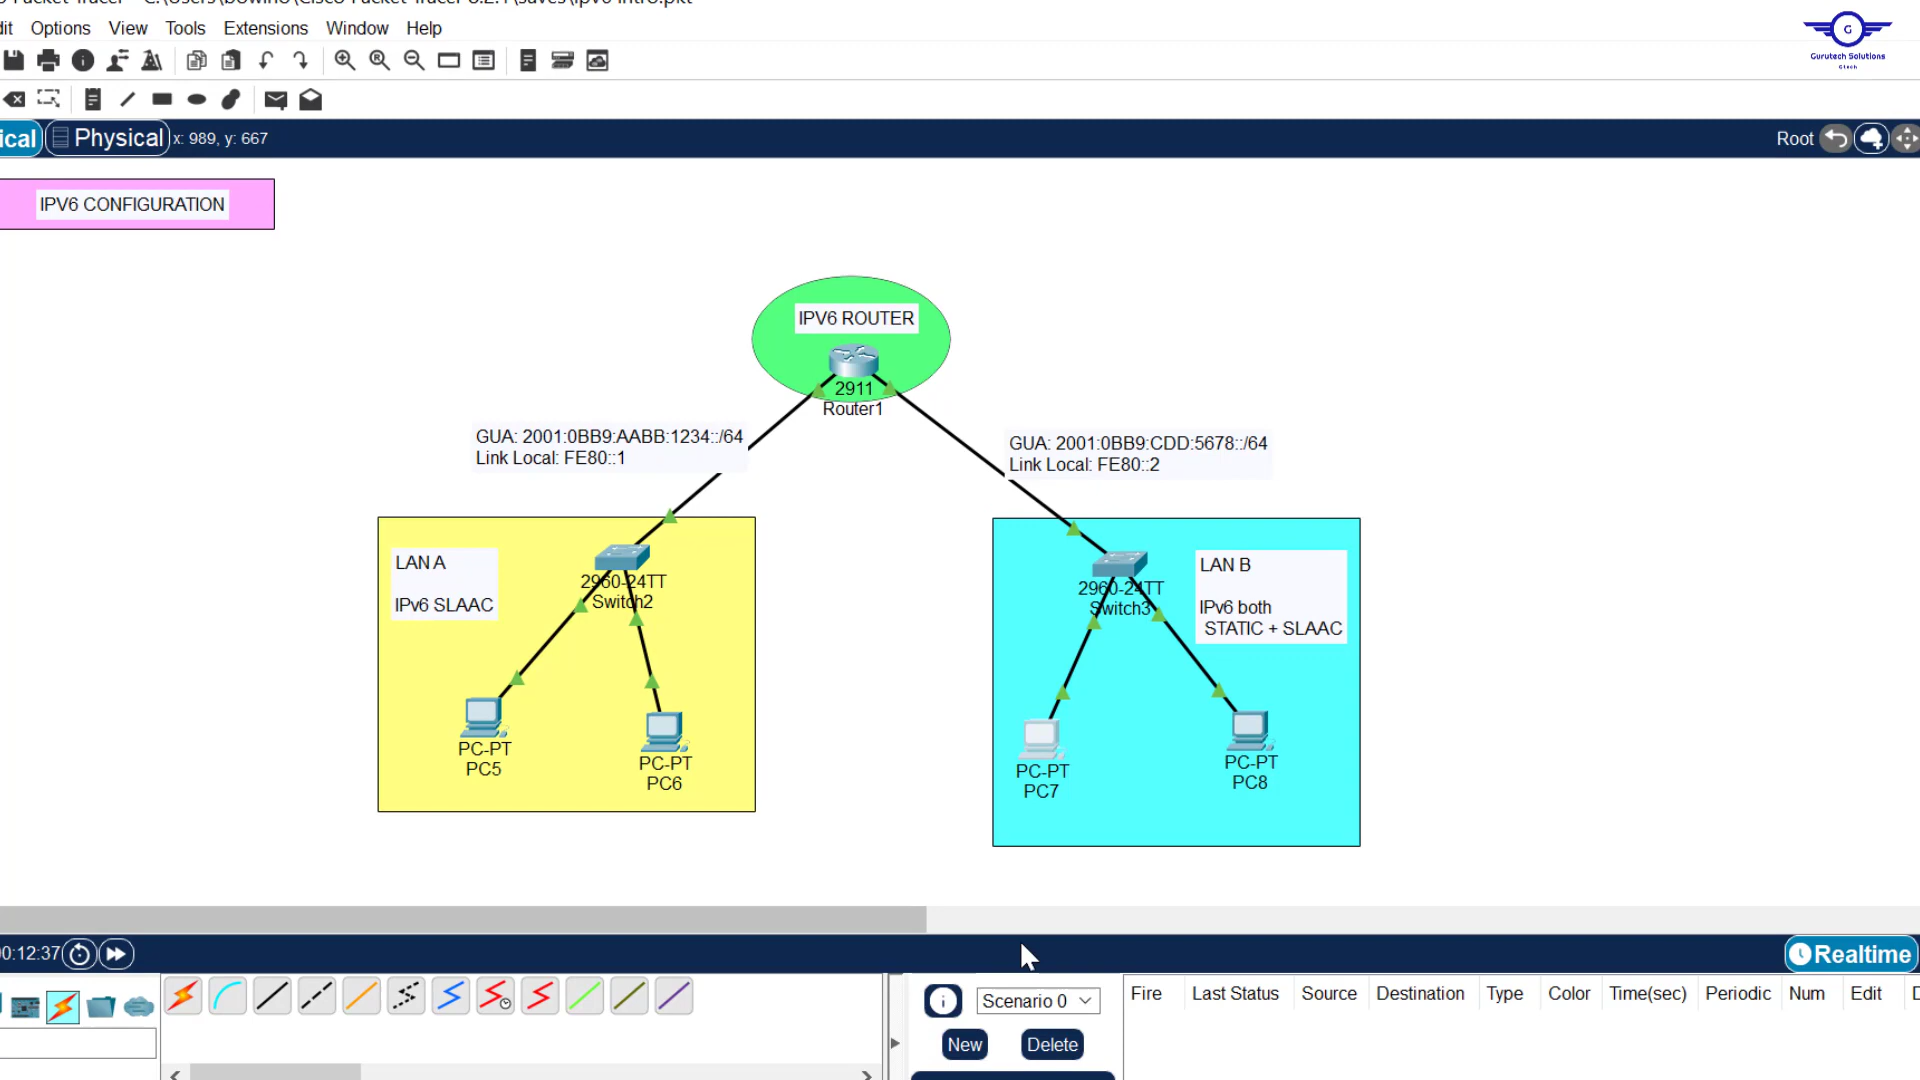 Options View Tools Extensions Window Help
G
Gurutech Solutions
Gtech
Physical x: 989, y: 667
Root
IPV6 CONFIGURATION
IPV6 ROUTER
2911
Router1
GUA: 2001:0BB9:AABB:1234::/64
Link Local: FE80::1
GUA: 2001:0BB9:CDD:5678::/64
Link Local: FE80::2
LAN A
IPv6 SLAAC
2960-24TT
Switch2
PC-PT
PC5
PC-PT
PC6
2960-24TT
Switch3
LAN B
IPv6 both
STATIC + SLAAC
PC-PT
PC7
PC-PT
PC8
0:12:37
Realtime
Scenario 0
New
Delete
Fire Last Status Source Destination Type Color Time(sec) Periodic Num Edit